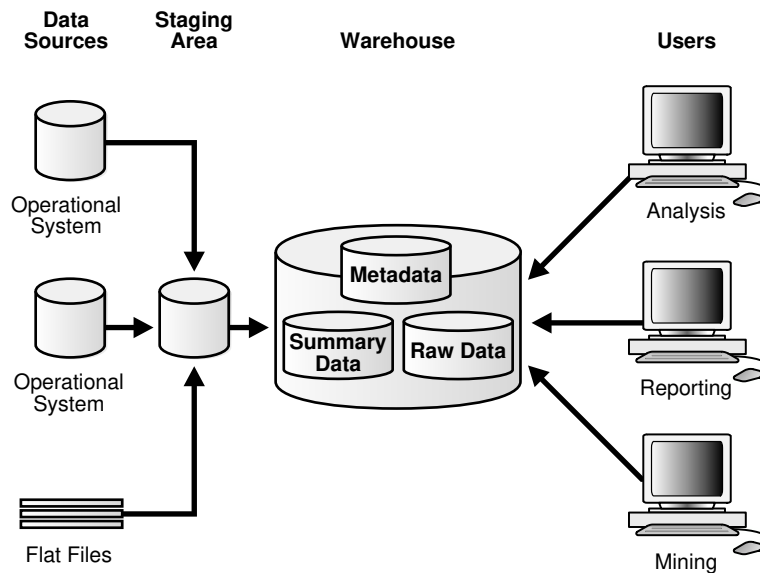 Data
Sources
Staging
Area
Warehouse
Users
Operational
System
Operational
System
Flat Files
Metadata
Summary
Data
Raw Data
Analysis
Reporting
Mining